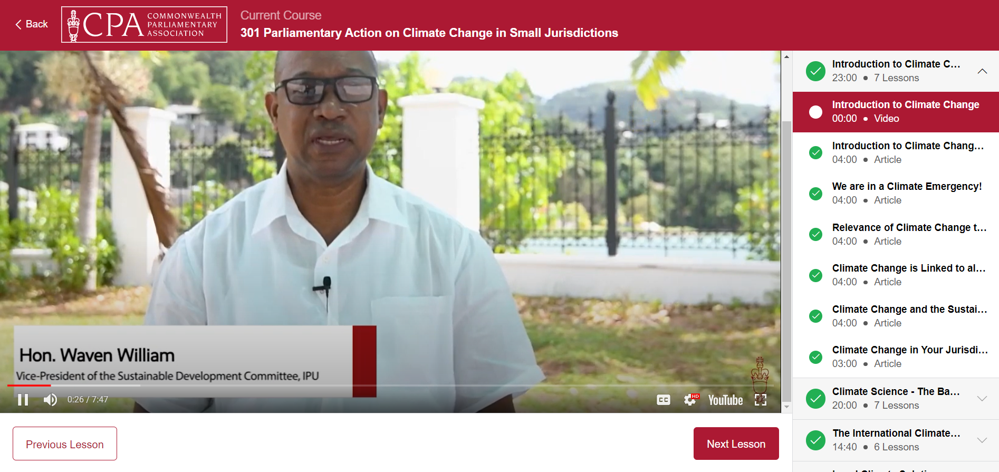 Back
CPA
COMMONWEALTH
PARLIAMENTARY
ASSOCIATION
Current Course
301 Parliamentary Action on Climate Change in Small Jurisdictions
Hon. Waven William
Vice-President of the Sustainable Development Committee, IPU
0:26 / 7:47
CC
HD
YouTube
Previous Lesson
Next Lesson
Introduction to Climate C...
23:00 • 7 Lessons
Introduction to Climate Change
00:00 • Video
Introduction to Climate Chang...
04:00 • Article
We are in a Climate Emergency!
04:00 • Article
Relevance of Climate Change t...
04:00 • Article
Climate Change is Linked to al...
04:00 • Article
Climate Change and the Sustai...
04:00 • Article
Climate Change in Your Jurisdi...
03:00 • Article
Climate Science - The Ba...
20:00 • 7 Lessons
The International Climate...
14:40 • 6 Lessons